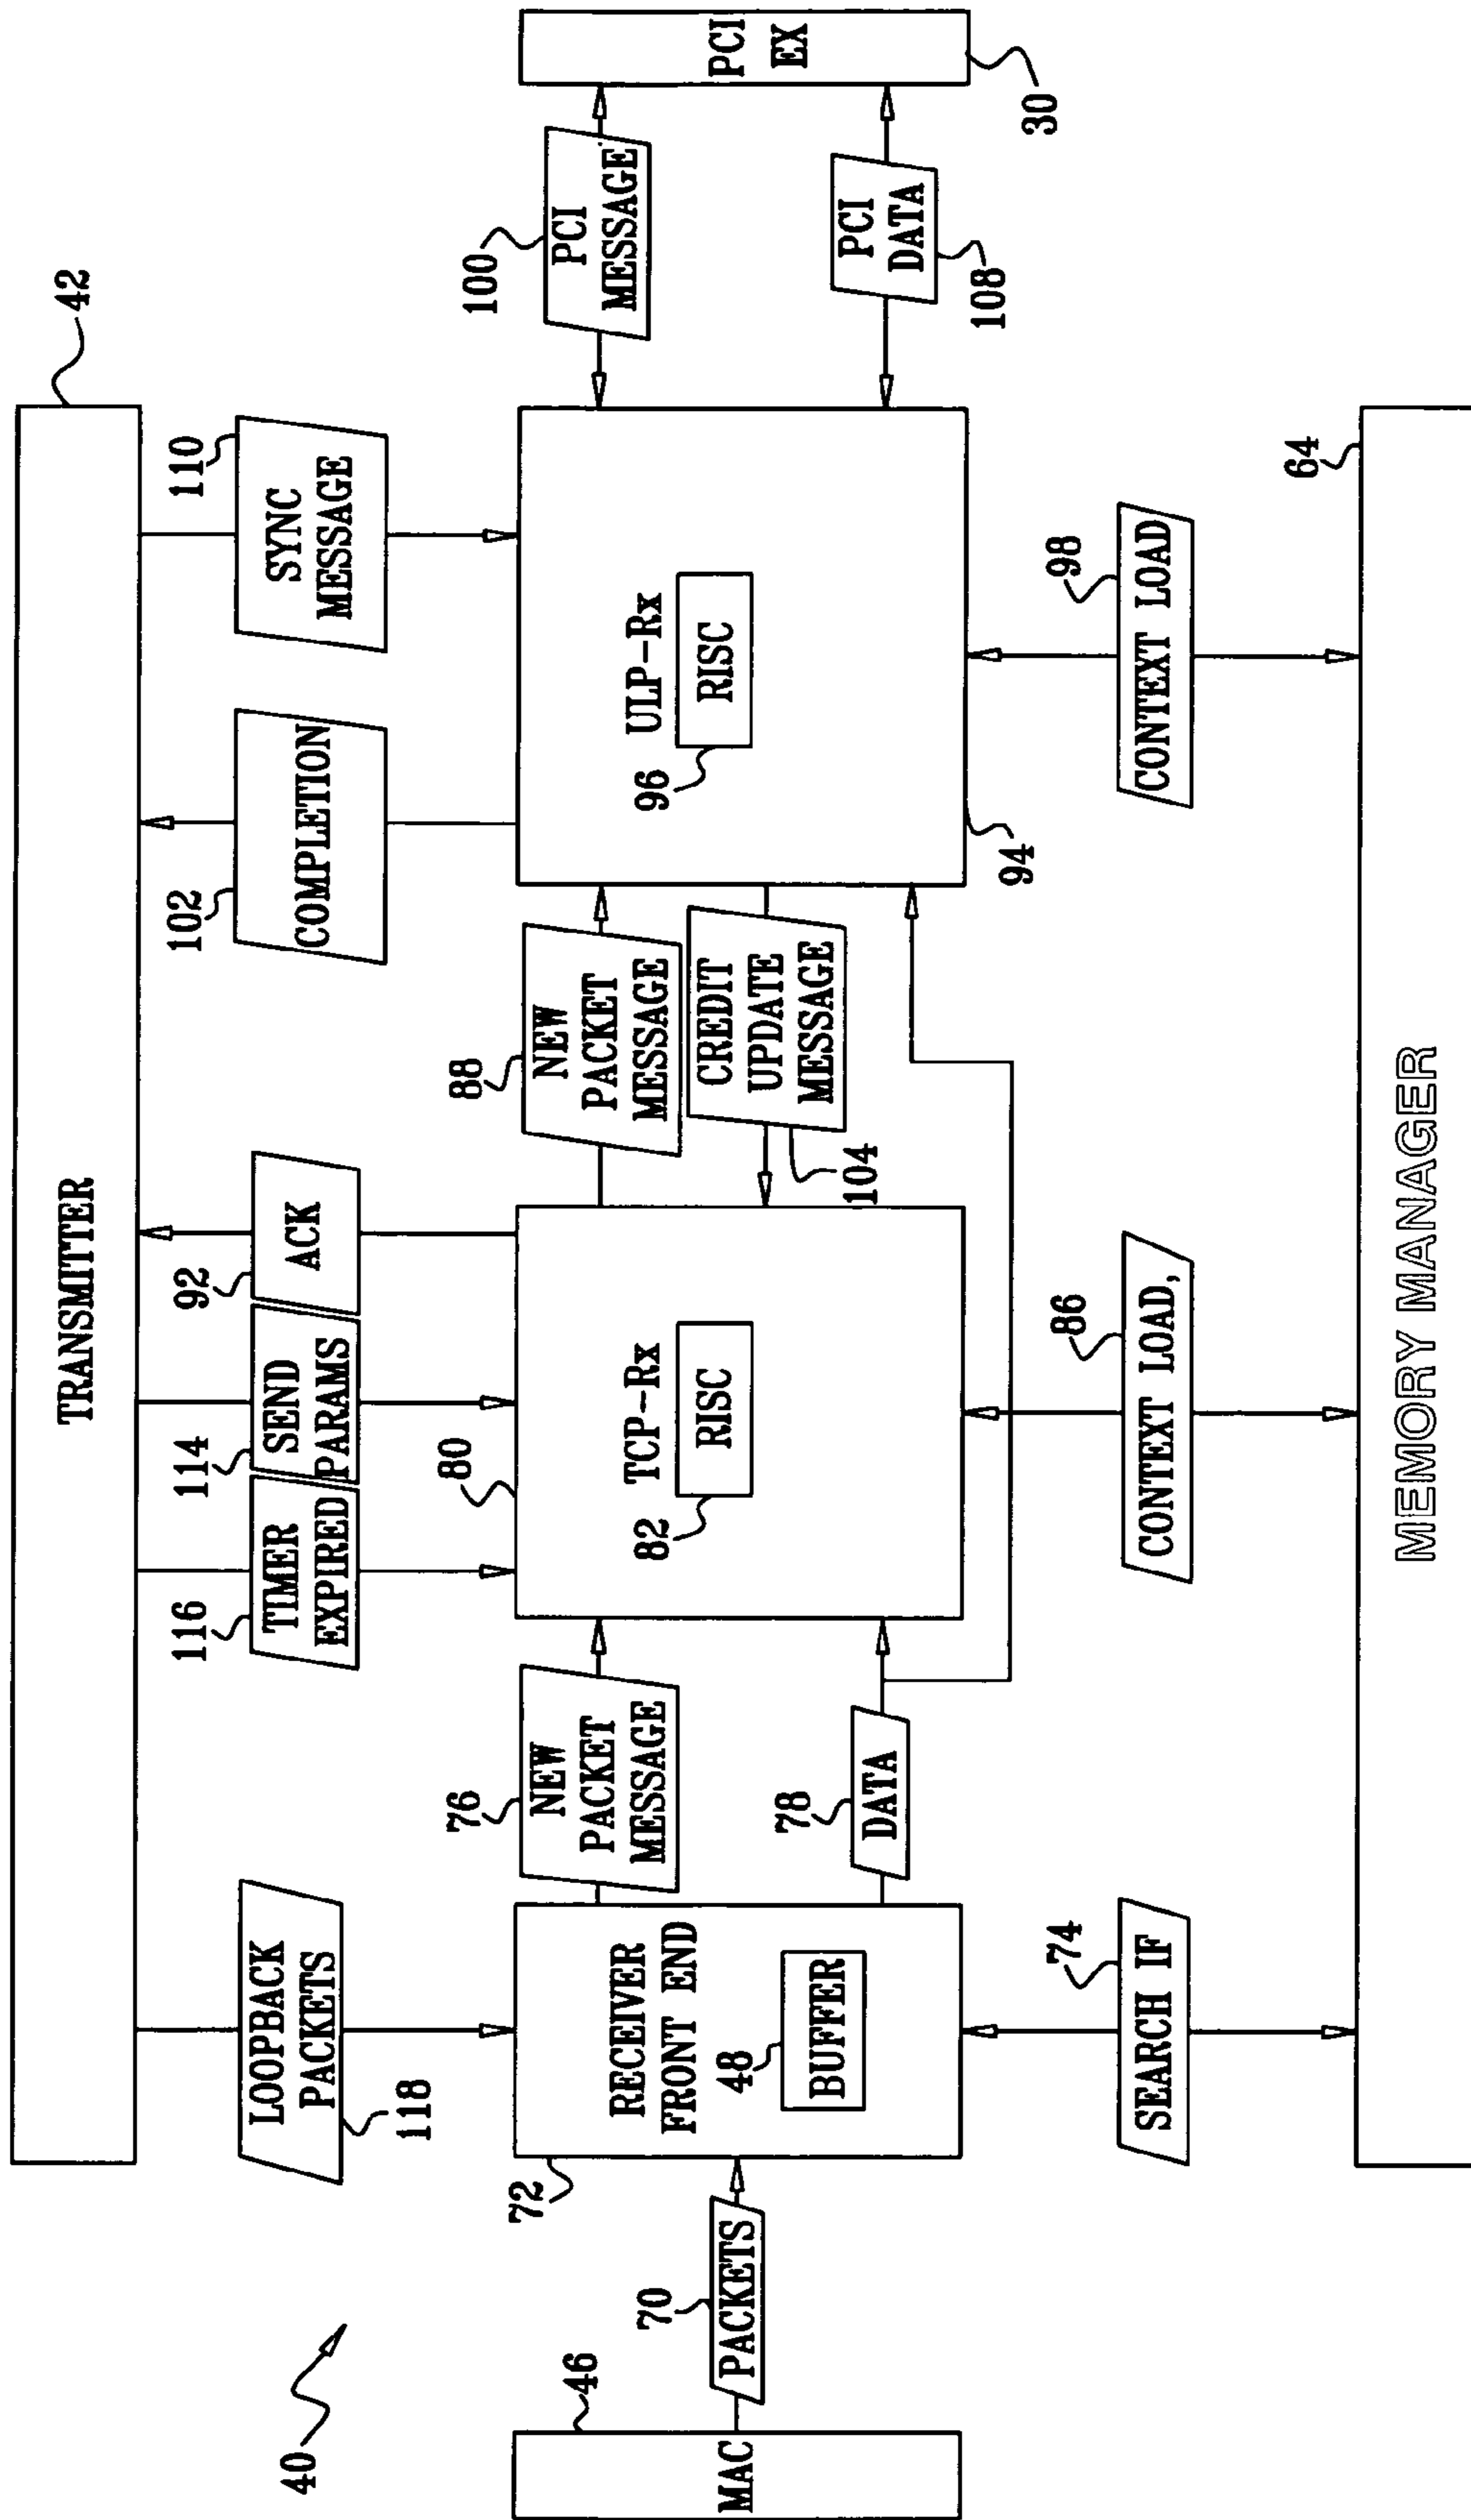 TRANSMITTER
42
40
118
LOOPBACK
PACKETS
116
TIMER
EXPIRED
114
SEND
PARAMS
92
ACK
102
COMPLETION
110
SYNC
MESSAGE
46
MAC
70
PACKETS
72
RECEIVER
FRONT END
48
BUFFER
76
NEW
PACKET
MESSAGE
78
DATA
80
TCP-Rx
82
RISC
88
NEW
PACKET
MESSAGE
CREDIT
UPDATE
MESSAGE
104
ULP-Rx
96
RISC
94
100
PCI
MESSAGE
PCI
DATA
108
PCI
EX
30
74
SEARCH IF
86
CONTEXT LOAD,
98
CONTEXT LOAD
64
MEMORY MANAGER